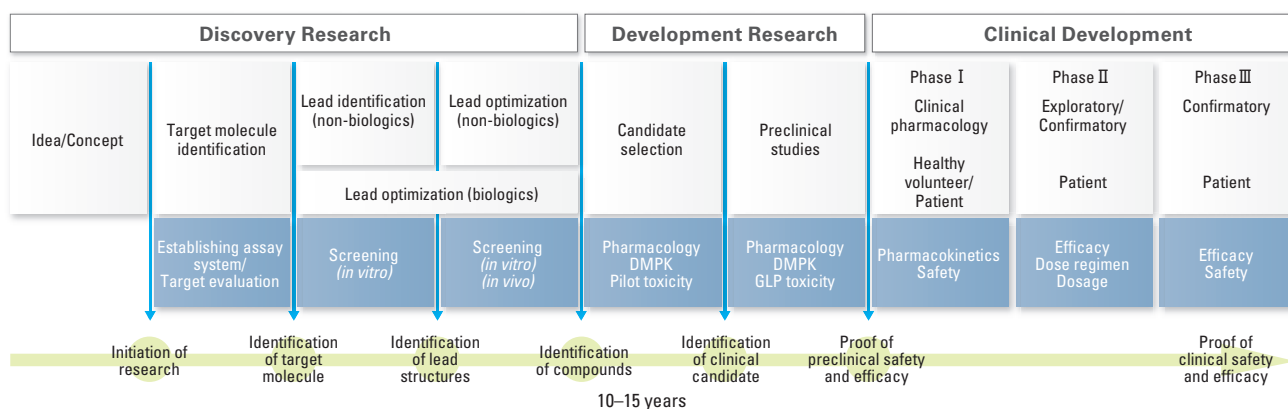 Discovery Research
Development Research
Clinical Development
Idea/Concept
Target molecule
identification
Lead identification
(non-biologics)
Lead optimization
(non-biologics)
Lead optimization (biologics)
Candidate
selection
Preclinical
studies
Phase Ⅰ
Clinical
pharmacology
Healthy
volunteer/
Patient
Phase Ⅱ
Exploratory/
Confirmatory
Patient
Phase Ⅲ
Confirmatory
Patient
Establishing assay
system/
Target evaluation
Screening
(in vitro)
Screening
(in vitro)
(in vivo)
Pharmacology
DMPK
Pilot toxicity
Pharmacology
DMPK
GLP toxicity
Pharmacokinetics
Safety
Efficacy
Dose regimen
Dosage
Efficacy
Safety
Initiation of
research
Identification
of target
molecule
Identification
of lead
structures
Identification
of compounds
Identification
of clinical
candidate
Proof of
preclinical safety
and efficacy
Proof of
clinical safety
and efficacy
10–15 years